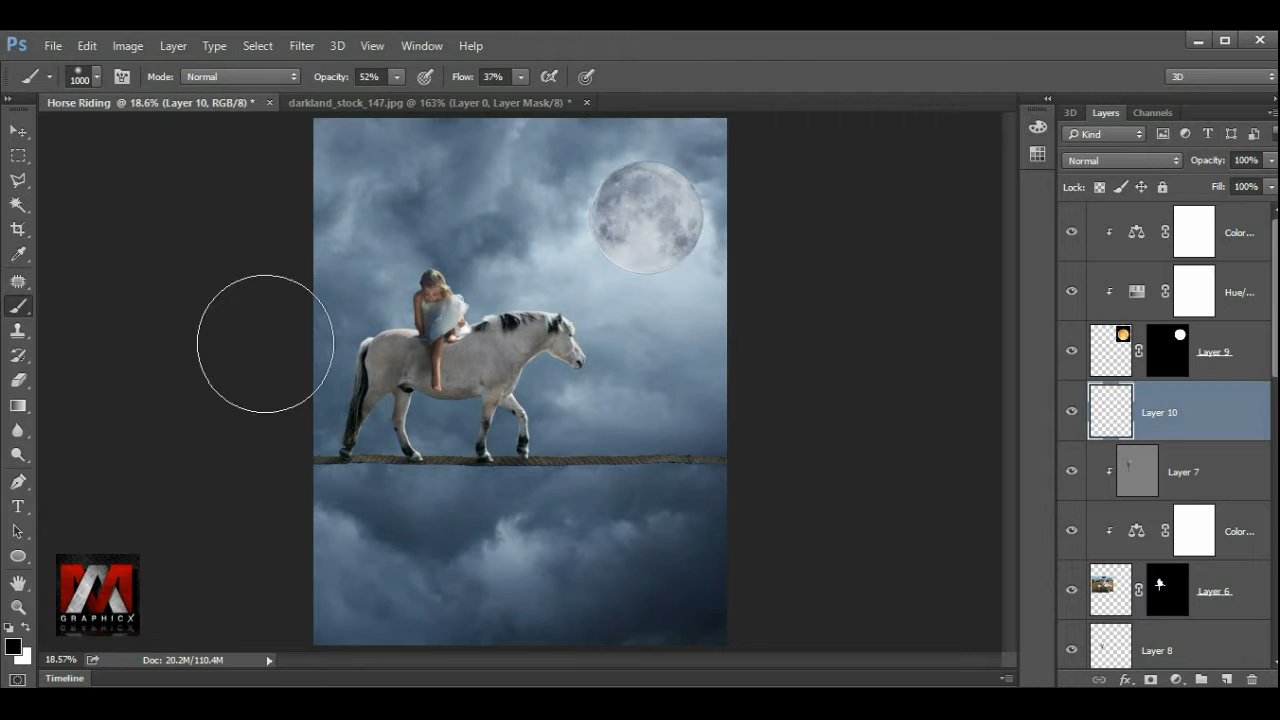 Ps File Edit Image Layer Type Select Filter 3D View Window Help
1000 Mode: Normal Opacity: 52% Flow: 37% 3D
Horse Riding @ 18.6% (Layer 10, RGB/8) * darkland_stock_147.jpg @ 163% (Layer 0, Layer Mask/8) *
3D Layers Channels
Kind
Normal Opacity: 100%
Lock: Fill: 100%
Color...
Hue/...
Layer 9
Layer 10
Layer 7
Color...
Layer 6
Layer 8
MA
GRAPHICX
18.57% Doc: 20.2M/110.4M
Timeline
fx